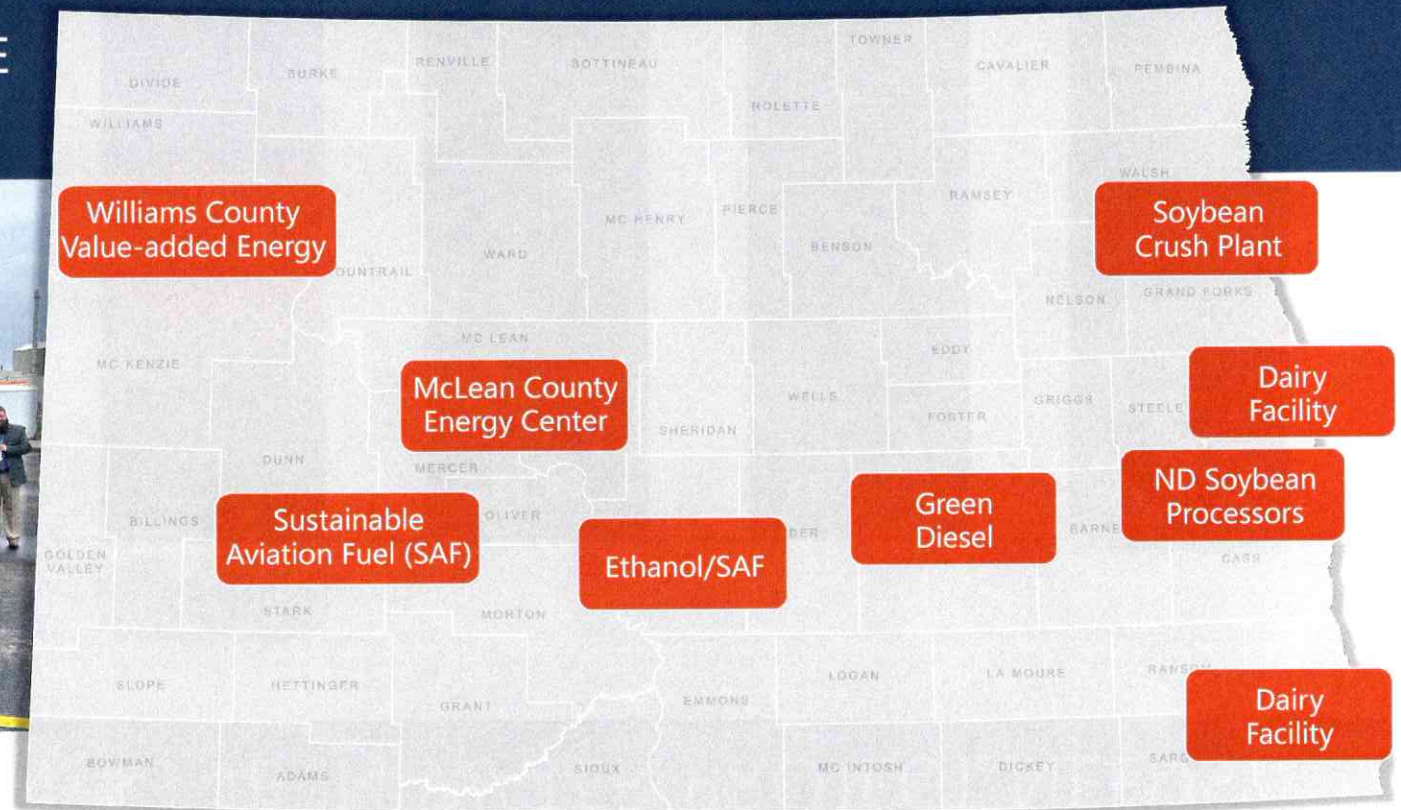 E
TOWNER
RENVILLE
BOTTINEAU
CAVALIER
PEMBINA
DIVIDE
BURKE
ROLETTE
WILLIAMS
WALSH
RAMSEY
Williams County
Value-added Energy
Soybean
Crush Plant
MC HENRY
PIERCE
BENSON
WARD
OUNTRAIL
NELSON
GRAND FORKS
MC LEAN
EDDY
MC KENZIE
McLean County
Energy Center
Dairy
Facility
WELLS
GRIGGS
STEELE
FOSTER
SHERIDAN
DUNN
MERCER
ND Soybean
Processors
Green
Diesel
Sustainable
Aviation Fuel (SAF)
BILLINGS
OLIVER
Ethanol/SAF
DER
BARNE
GOLDEN
VALLEY
CASS
STARK
MORTON
LOGAN
LA MOURE
RANSOM
SLOPE
HETTINGER
GRANT
EMMONS
Dairy
Facility
BOWMAN
ADAMS
SIOUX
MC INTOSH
DICKEY
SARG